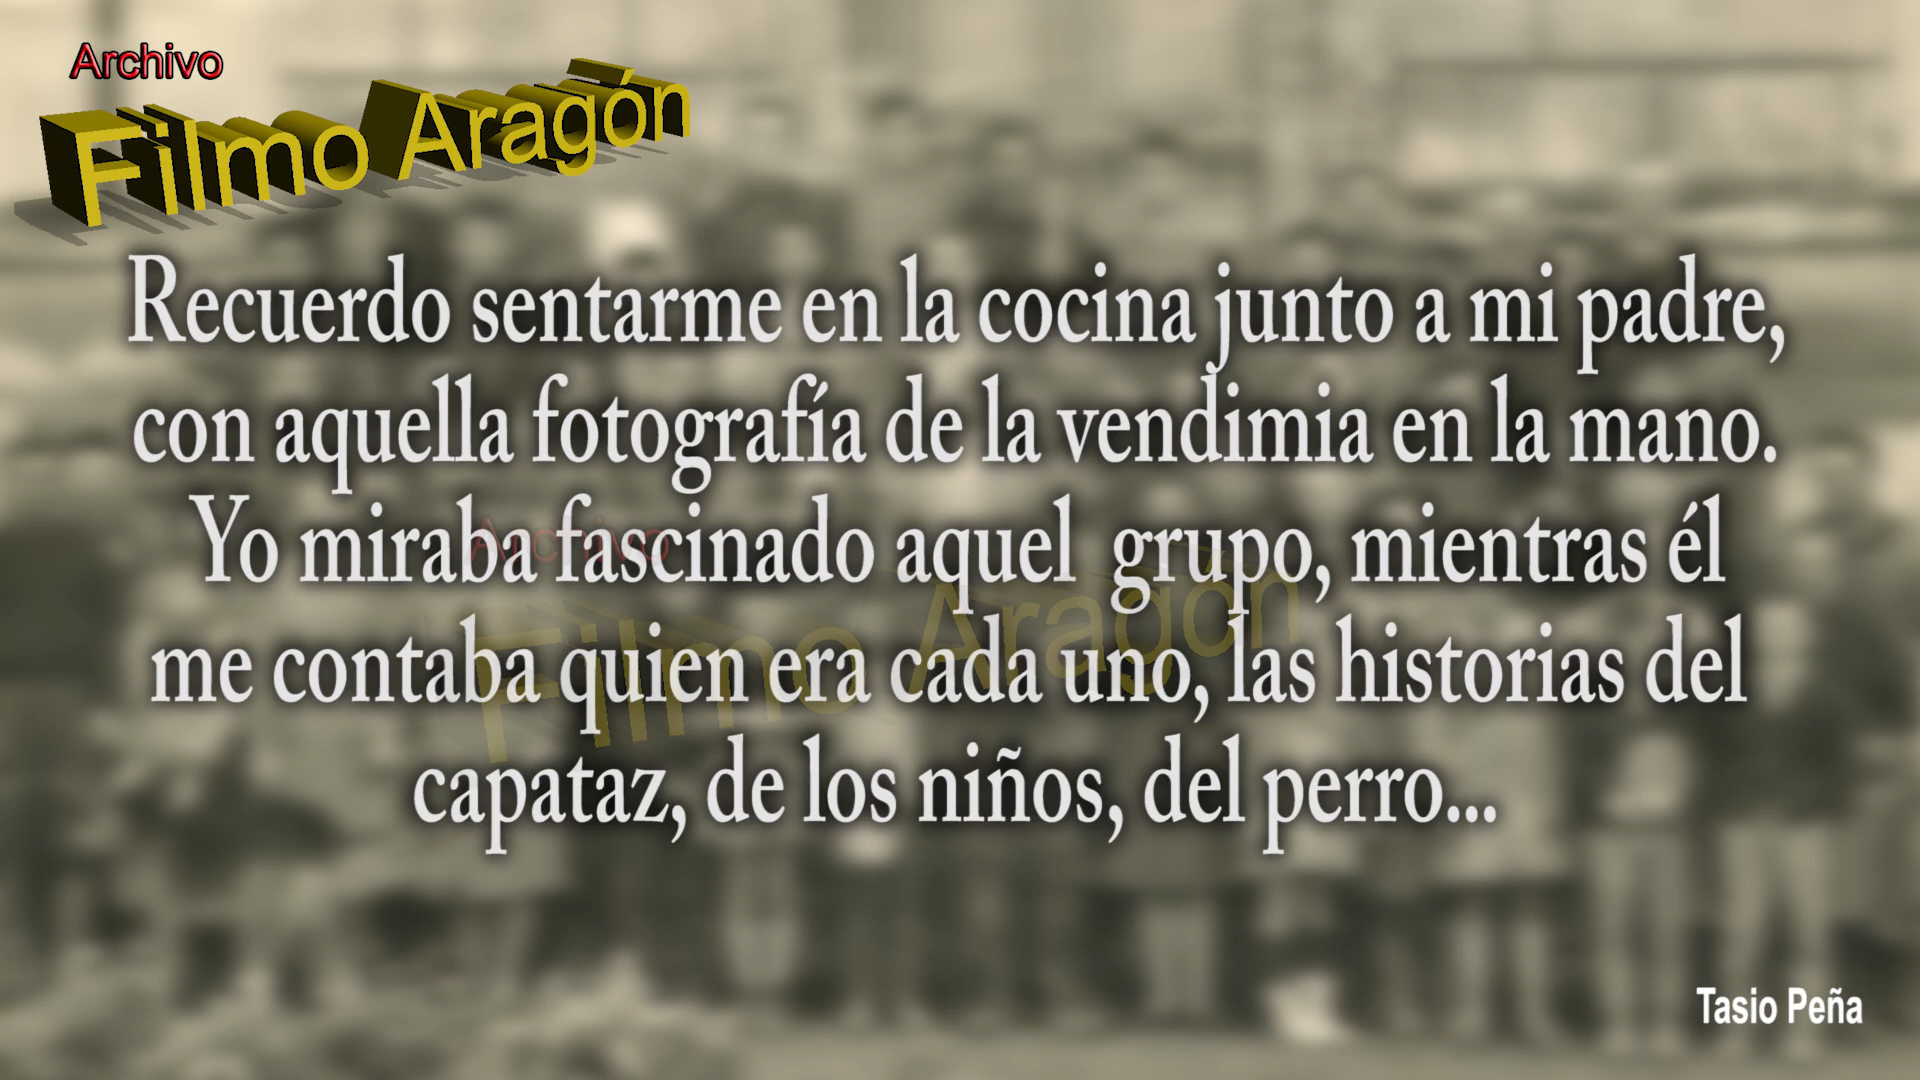 Archivo
Filmo Aragón
Recuerdo sentarme en la cocina junto a mi padre,
con aquella fotografía de la vendimia en la mano.
Yo miraba fascinado aquel  grupo, mientras él
me contaba quien era cada uno, las historias del
capataz, de los niños, del perro...
Archivo
Filmo Aragón
Tasio Peña